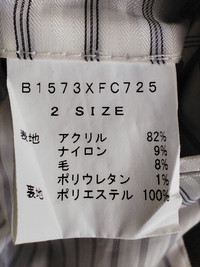 B1573XFC725
2 SIZE
表地 アクリル 82%
ナイロン 9%
毛 8%
ポリウレタン 1%
裏地 ポリエステル 100%